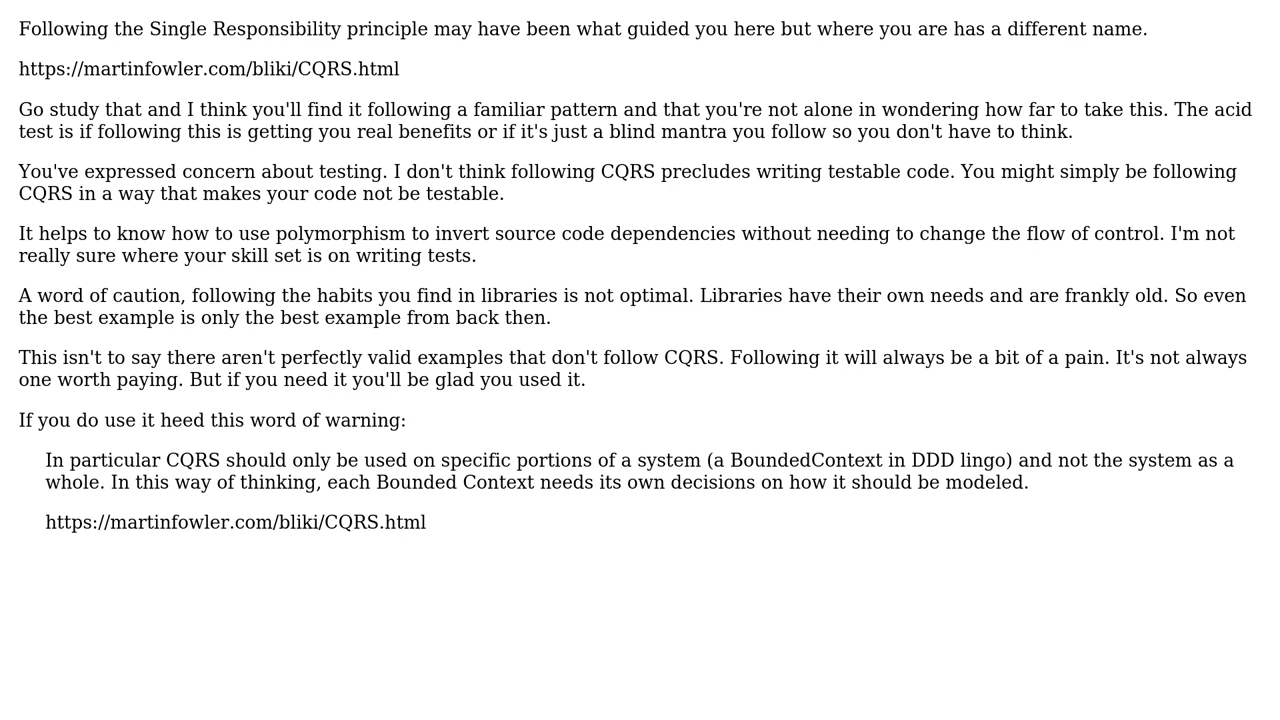 Following the Single Responsibility principle may have been what guided you here but where you are has a different name.
https://martinfowler.com/bliki/CQRS.html
Go study that and I think you'll find it following a familiar pattern and that you're not alone in wondering how far to take this. The acid
test is if following this is getting you real benefits or if it's just a blind mantra you follow so you don't have to think.
You've expressed concern about testing. I don't think following CQRS precludes writing testable code. You might simply be following
CQRS in a way that makes your code not be testable.
It helps to know how to use polymorphism to invert source code dependencies without needing to change the flow of control. I'm not
really sure where your skill set is on writing tests.
A word of caution, following the habits you find in libraries is not optimal. Libraries have their own needs and are frankly old. So even
the best example is only the best example from back then.
This isn't to say there aren't perfectly valid examples that don't follow CQRS. Following it will always be a bit of a pain. It's not always
one worth paying. But if you need it you'll be glad you used it.
If you do use it heed this word of warning:
In particular CQRS should only be used on specific portions of a system (a BoundedContext in DDD lingo) and not the system as a
whole. In this way of thinking, each Bounded Context needs its own decisions on how it should be modeled.
https://martinfowler.com/bliki/CQRS.html